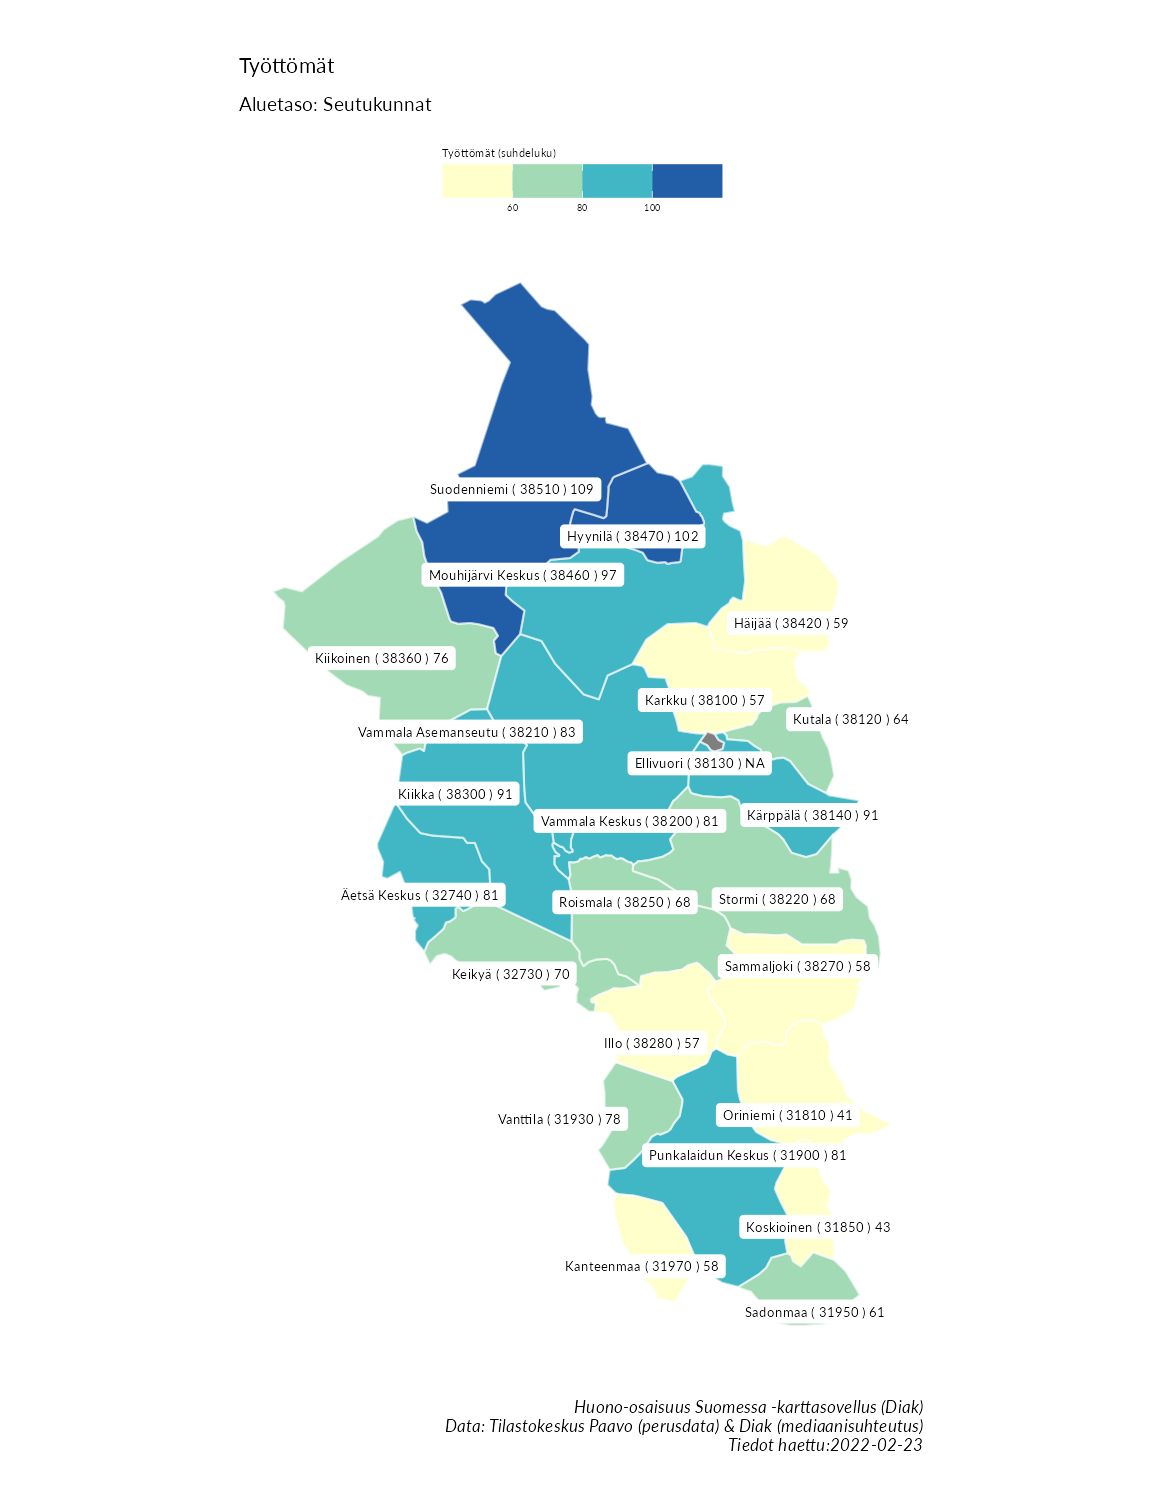 Työttömät
Aluetaso: Seutukunnat
Työttömät (suhdeluku)
60 80 100
Suodenniemi ( 38510 ) 109
Hyynilä ( 38470 ) 102
Mouhijärvi Keskus ( 38460 ) 97
Häijää ( 38420 ) 59
Kiikoinen ( 38360 ) 76
Karkku ( 38100 ) 57
Kutala ( 38120 ) 64
Vammala Asemanseutu ( 38210 ) 83
Ellivuori ( 38130 ) NA
Kiikka ( 38300 ) 91
Kärppälä ( 38140 ) 91
Vammala Keskus ( 38200 ) 81
Äetsä Keskus ( 32740 ) 81
Roismala ( 38250 ) 68
Stormi ( 38220 ) 68
Sammaljoki ( 38270 ) 58
Keikyä ( 32730 ) 70
Illo ( 38280 ) 57
Vanttila ( 31930 ) 78
Oriniemi ( 31810 ) 41
Punkalaidun Keskus ( 31900 ) 81
Koskioinen ( 31850 ) 43
Kanteenmaa ( 31970 ) 58
Sadonmaa ( 31950 ) 61
Huono-osaisuus Suomessa -karttasovellus (Diak)
Data: Tilastokeskus Paavo (perusdata) & Diak (mediaanisuhteutus)
Tiedot haettu:2022-02-23